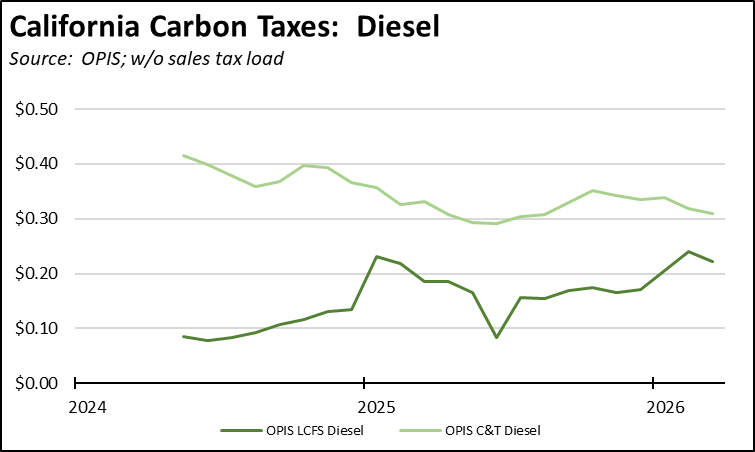 California Carbon Taxes:  Diesel
Source:  OPIS; w/o sales tax load
$0.50
$0.40
$0.30
$0.20
$0.10
$0.00
2024 2025 2026
OPIS LCFS Diesel OPIS C&T Diesel